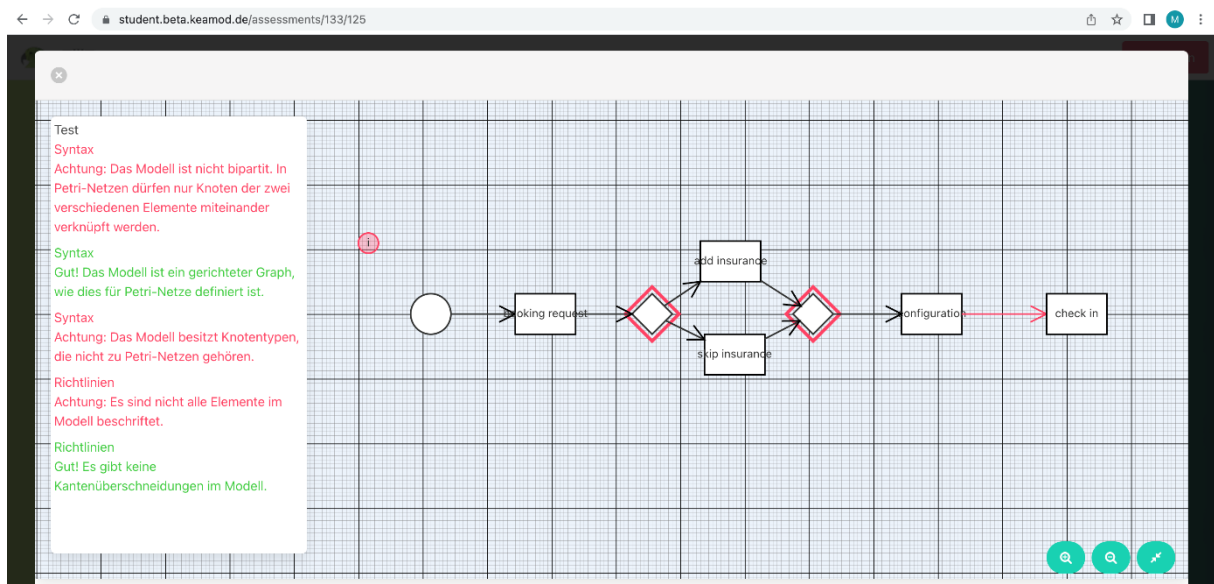 student.beta.keamod.de/assessments/133/125
M
Test
Syntax
Achtung: Das Modell ist nicht bipartit. In
Petri-Netzen dürfen nur Knoten der zwei
verschiedenen Elemente miteinander
verknüpft werden.
Syntax
Gut! Das Modell ist ein gerichteter Graph,
wie dies für Petri-Netze definiert ist.
Syntax
Achtung: Das Modell besitzt Knotentypen,
die nicht zu Petri-Netzen gehören.
Richtlinien
Achtung: Es sind nicht alle Elemente im
Modell beschriftet.
Richtlinien
Gut! Es gibt keine
Kantenüberschneidungen im Modell.
i
booking request
add insurance
skip insurance
configuration
check in